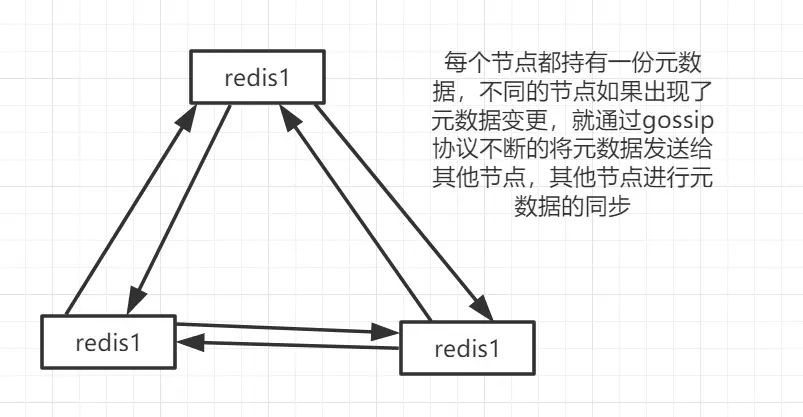 redis1
每个节点都持有一份元数
据，不同的节点如果出现了
元数据变更，就通过gossip
协议不断的将元数据发送给
其他节点，其他节点进行元
数据的同步
redis1
redis1